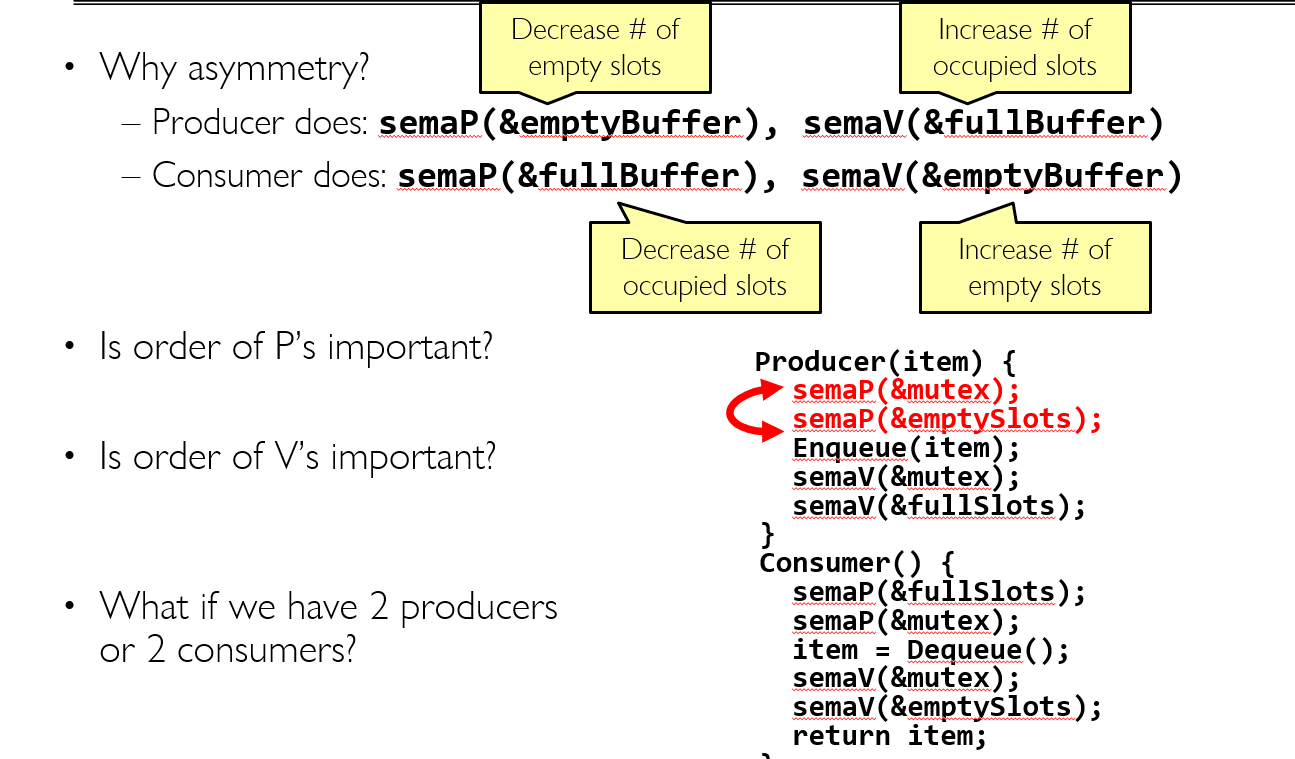 Decrease # of
empty slots
Increase # of
occupied slots
• Why asymmetry?
– Producer does: semaP(&emptyBuffer), semaV(&fullBuffer)
– Consumer does: semaP(&fullBuffer), semaV(&emptyBuffer)
Decrease # of
occupied slots
Increase # of
empty slots
• Is order of P’s important?
• Is order of V’s important?
• What if we have 2 producers
or 2 consumers?
Producer(item) {
semaP(&mutex);
semaP(&emptySlots);
Enqueue(item);
semaV(&mutex);
semaV(&fullSlots);
}
Consumer() {
semaP(&fullSlots);
semaP(&mutex);
item = Dequeue();
semaV(&mutex);
semaV(&emptySlots);
return item;